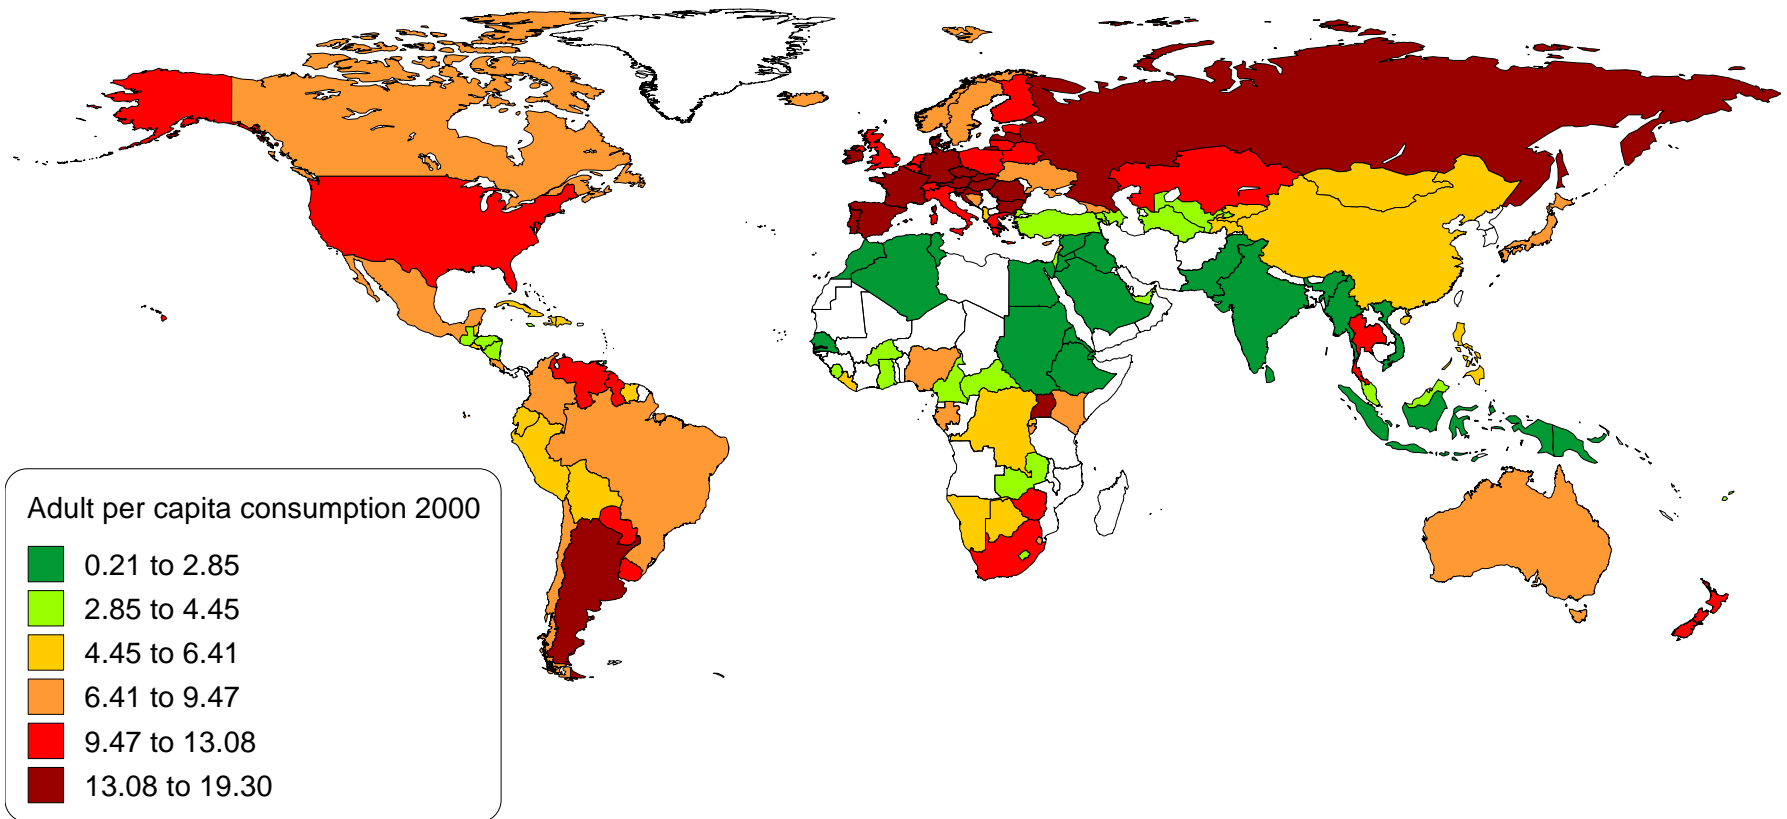 Adult per capita consumption 2000
0.21 to 2.85
2.85 to 4.45
4.45 to 6.41
6.41 to 9.47
9.47 to 13.08
13.08 to 19.30